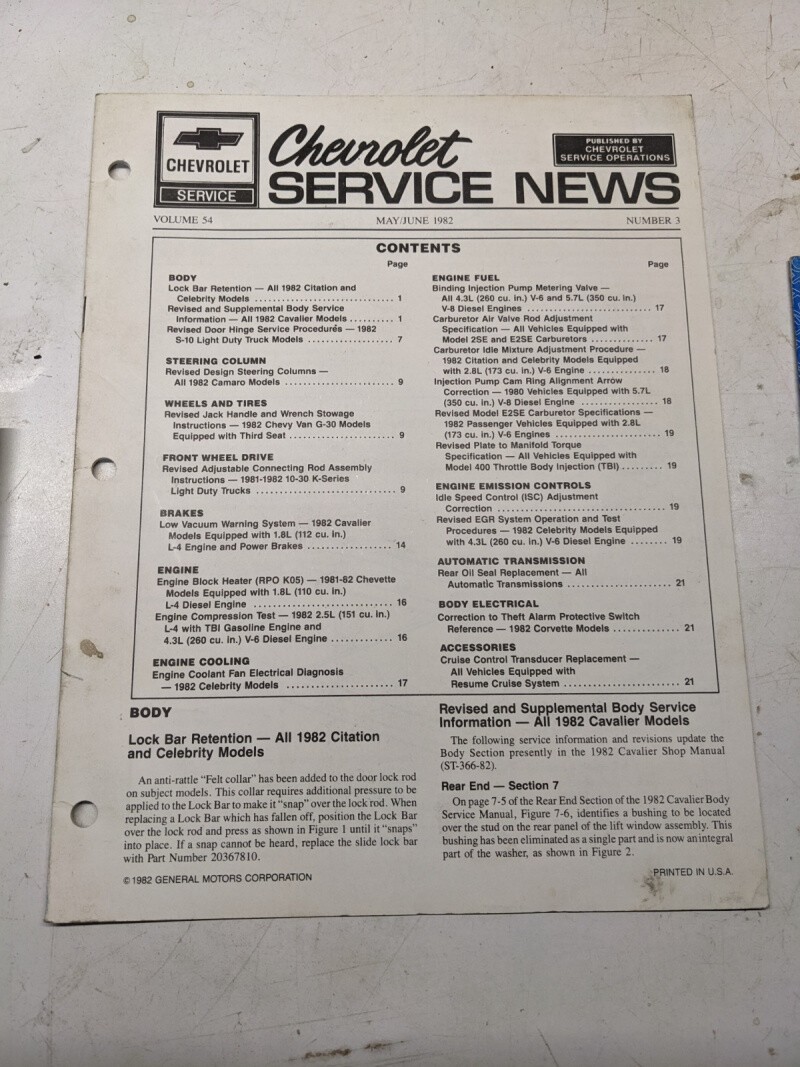 CHEVROLET
SERVICE
Chevrolet
SERVICE NEWS
PUBLISHED BY
CHEVROLET
SERVICE OPERATIONS
VOLUME 54 MAY/JUNE 1982 NUMBER 3
CONTENTS
Page
BODY
Lock Bar Retention — All 1982 Citation and
Celebrity Models .............................. 1
Revised and Supplemental Body Service
Information — All 1982 Cavalier Models .......... 1
Revised Door Hinge Service Procedures — 1982
S-10 Light Duty Truck Models .................. 7
STEERING COLUMN
Revised Design Steering Columns —
All 1982 Camaro Models ........................ 9
WHEELS AND TIRES
Revised Jack Handle and Wrench Stowage
Instructions — 1982 Chevy Van G-30 Models
Equipped with Third Seat ....................... 9
FRONT WHEEL DRIVE
Revised Adjustable Connecting Rod Assembly
Instructions — 1981-1982 10-30 K-Series
Light Duty Trucks .............................. 9
BRAKES
Low Vacuum Warning System — 1982 Cavalier
Models Equipped with 1.8L (112 cu. in.)
L-4 Engine and Power Brakes .................. 14
ENGINE
Engine Block Heater (RPO K05) — 1981-82 Chevette
Models Equipped with 1.8L (110 cu. in.)
L-4 Diesel Engine .............................. 16
Engine Compression Test — 1982 2.5L (151 cu. in.)
L-4 with TBI Gasoline Engine and
4.3L (260 cu. in.) V-6 Diesel Engine ............. 16
ENGINE COOLING
Engine Coolant Fan Electrical Diagnosis
— 1982 Celebrity Models ...................... 17
Page
ENGINE FUEL
Binding Injection Pump Metering Valve —
All 4.3L (260 cu. in.) V-6 and 5.7L (350 cu. in.)
V-8 Diesel Engines ........................... 17
Carburetor Air Valve Rod Adjustment
Specification — All Vehicles Equipped with
Model 2SE and E2SE Carburetors ............. 17
Carburetor Idle Mixture Adjustment Procedure —
1982 Citation and Celebrity Models Equipped
with 2.8L (173 cu. in.) V-6 Engine ............... 18
Injection Pump Cam Ring Alignment Arrow
Correction — 1980 Vehicles Equipped with 5.7L
(350 cu. in.) V-8 Diesel Engine ................. 18
Revised Model E2SE Carburetor Specifications —
1982 Passenger Vehicles Equipped with 2.8L
(173 cu. in.) V-6 Engines ....................... 19
Revised Plate to Manifold Torque
Specification — All Vehicles Equipped with
Model 400 Throttle Body Injection (TBI) ......... 19
ENGINE EMISSION CONTROLS
Idle Speed Control (ISC) Adjustment
Correction .................................... 19
Revised EGR System Operation and Test
Procedures — 1982 Celebrity Models Equipped
with 4.3L (260 cu. in.) V-6 Diesel Engine ........ 19
AUTOMATIC TRANSMISSION
Rear Oil Seal Replacement — All
Automatic Transmissions ...................... 21
BODY ELECTRICAL
Correction to Theft Alarm Protective Switch
Reference — 1982 Corvette Models .............. 21
ACCESSORIES
Cruise Control Transducer Replacement —
All Vehicles Equipped with
Resume Cruise System ......................... 21
BODY
Lock Bar Retention — All 1982 Citation
and Celebrity Models
An anti-rattle "Felt collar" has been added to the door lock rod
on subject models. This collar requires additional pressure to be
applied to the Lock Bar to make it "snap" over the lock rod. When
replacing a Lock Bar which has fallen off, position the Lock Bar
over the lock rod and press as shown in Figure 1 until it "snaps"
into place. If a snap cannot be heard, replace the slide lock bar
with Part Number 20367810.
Revised and Supplemental Body Service
Information — All 1982 Cavalier Models
The following service information and revisions update the
Body Section presently in the 1982 Cavalier Shop Manual
(ST-366-82).
Rear End — Section 7
On page 7-5 of the Rear End Section of the 1982 Cavalier Body
Service Manual, Figure 7-6, identifies a bushing to be located
over the stud on the rear panel of the lift window assembly. This
bushing has been eliminated as a single part and is now an integral
part of the washer, as shown in Figure 2.
©1982 GENERAL MOTORS CORPORATION
PRINTED IN U.S.A.